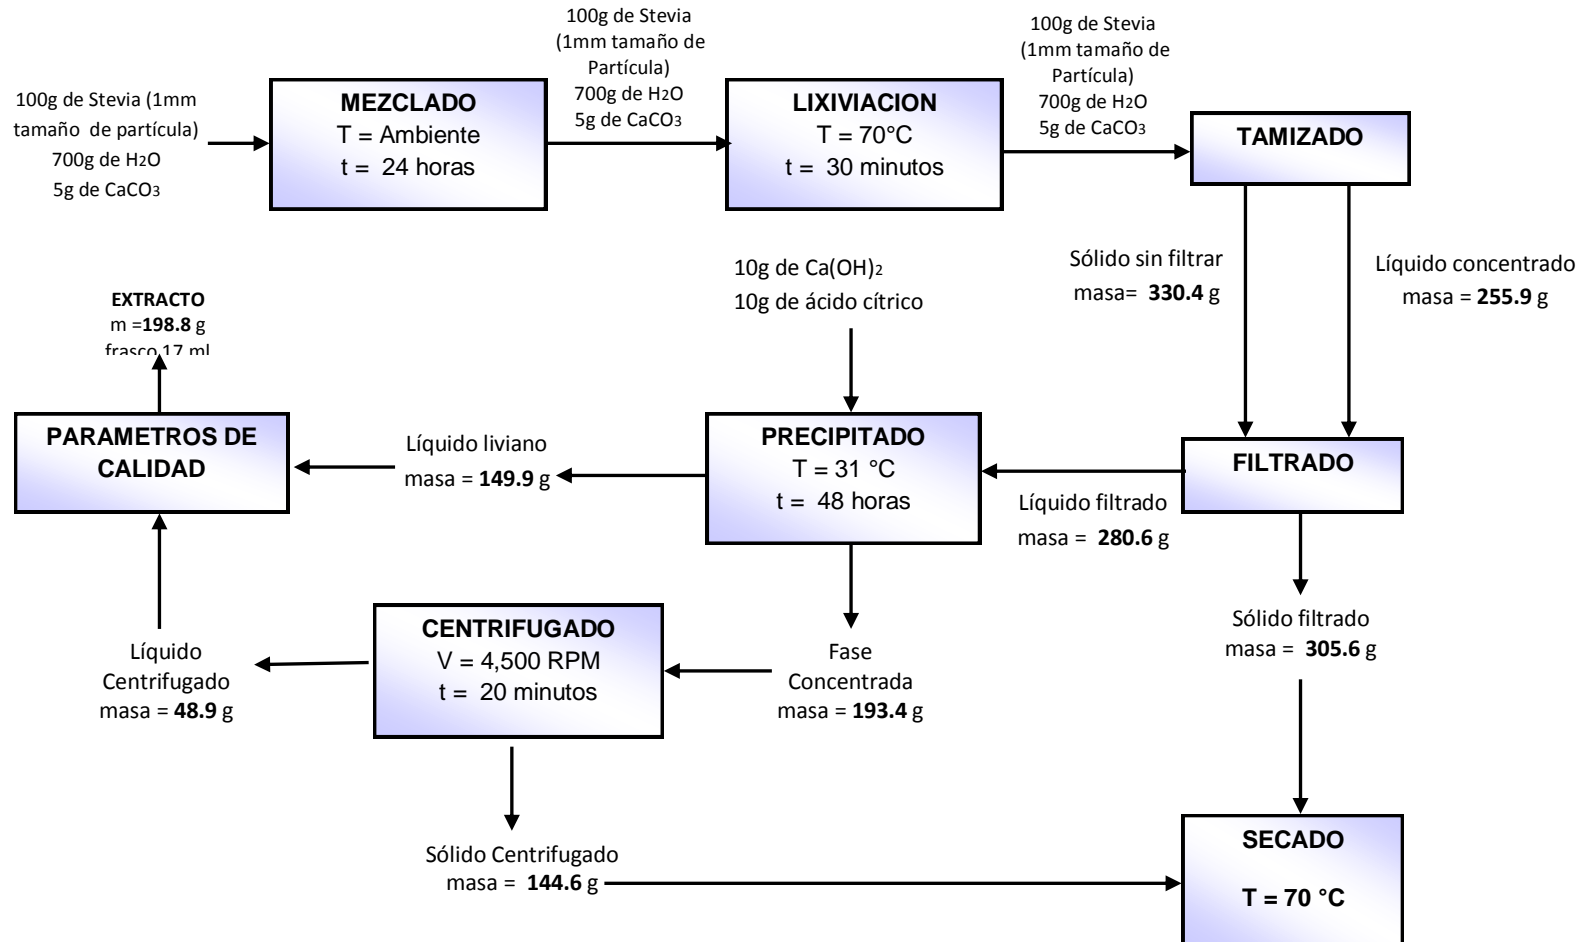 100g de Stevia (1mm
tamaño de partícula)
700g de H2O
5g de CaCO3
MEZCLADO
T = Ambiente
t = 24 horas
100g de Stevia
(1mm tamaño de
Partícula)
700g de H2O
5g de CaCO3
LIXIVIACION
T = 70°C
t = 30 minutos
100g de Stevia
(1mm tamaño de
Partícula)
700g de H2O
5g de CaCO3
TAMIZADO
Sólido sin filtrar
masa= 330.4 g
Líquido concentrado
masa = 255.9 g
10g de Ca(OH)2
10g de ácido cítrico
EXTRACTO
m =198.8 g
frasco 17 ml
PARAMETROS DE
CALIDAD
Líquido liviano
masa = 149.9 g
PRECIPITADO
T = 31 °C
t = 48 horas
Líquido filtrado
masa = 280.6 g
FILTRADO
Sólido filtrado
masa = 305.6 g
Líquido
Centrifugado
masa = 48.9 g
CENTRIFUGADO
V = 4,500 RPM
t = 20 minutos
Fase
Concentrada
masa = 193.4 g
Sólido Centrifugado
masa = 144.6 g
SECADO
T = 70 °C